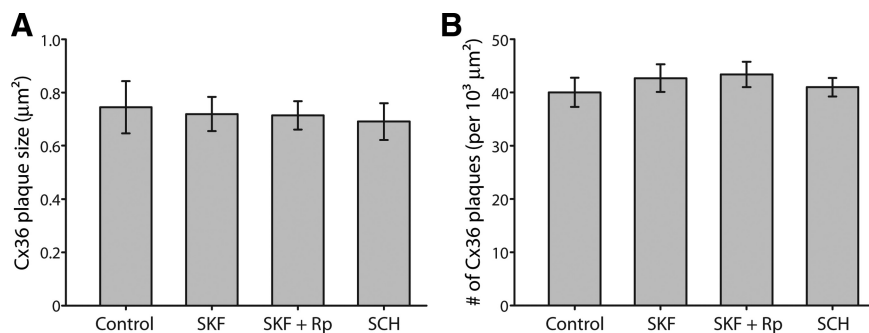 A
Cx36 plaque size (μm²)
1.0
0.8
0.6
0.4
0.2
0
Control SKF SKF + Rp SCH
B
# of Cx36 plaques (per 10³ μm²)
50
40
30
20
10
0
Control SKF SKF + Rp SCH